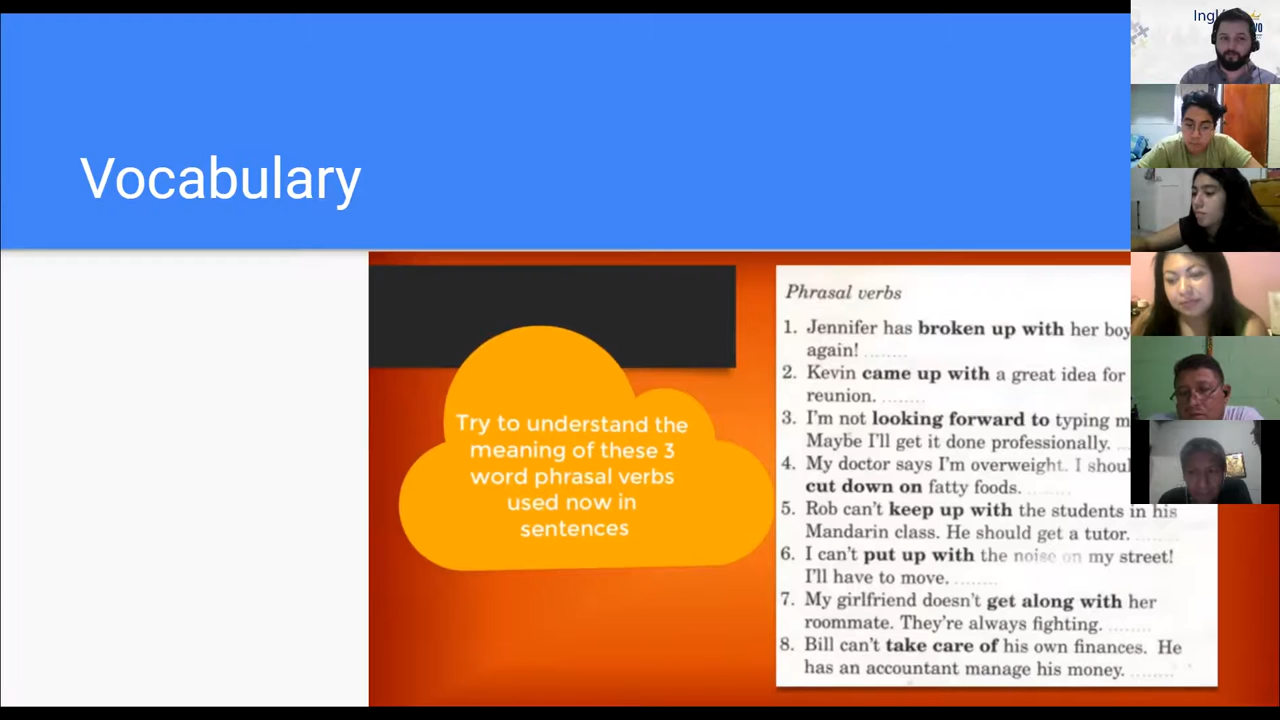 Vocabulary
Try to understand the
meaning of these 3
word phrasal verbs
used now in
sentences
Phrasal verbs
1. Jennifer has broken up with her boy
again! ........
2. Kevin came up with a great idea for
reunion. ........
3. I'm not looking forward to typing m
Maybe I'll get it done professionally.
4. My doctor says I'm overweight. I shoul
cut down on fatty foods. ........
5. Rob can't keep up with the students in his
Mandarin class. He should get a tutor. ........
6. I can't put up with the noise on my street!
I'll have to move. ........
7. My girlfriend doesn't get along with her
roommate. They're always fighting. ........
8. Bill can't take care of his own finances. He
has an accountant manage his money. ........